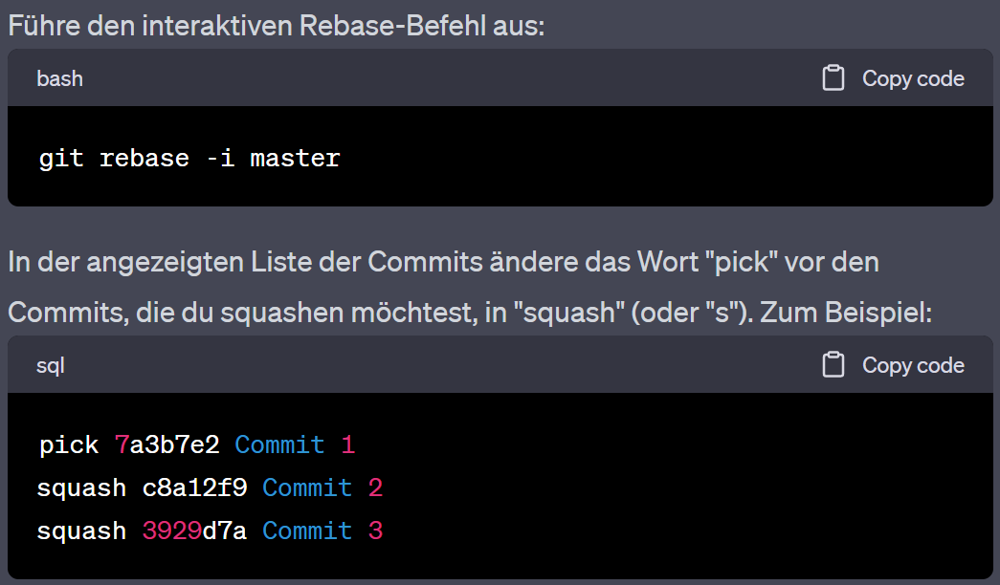 Führe den interaktiven Rebase-Befehl aus:
bash Copy code
git rebase -i master
In der angezeigten Liste der Commits ändere das Wort "pick" vor den
Commits, die du squashen möchtest, in "squash" (oder "s"). Zum Beispiel:
sql Copy code
pick 7a3b7e2 Commit 1
squash c8a12f9 Commit 2
squash 3929d7a Commit 3